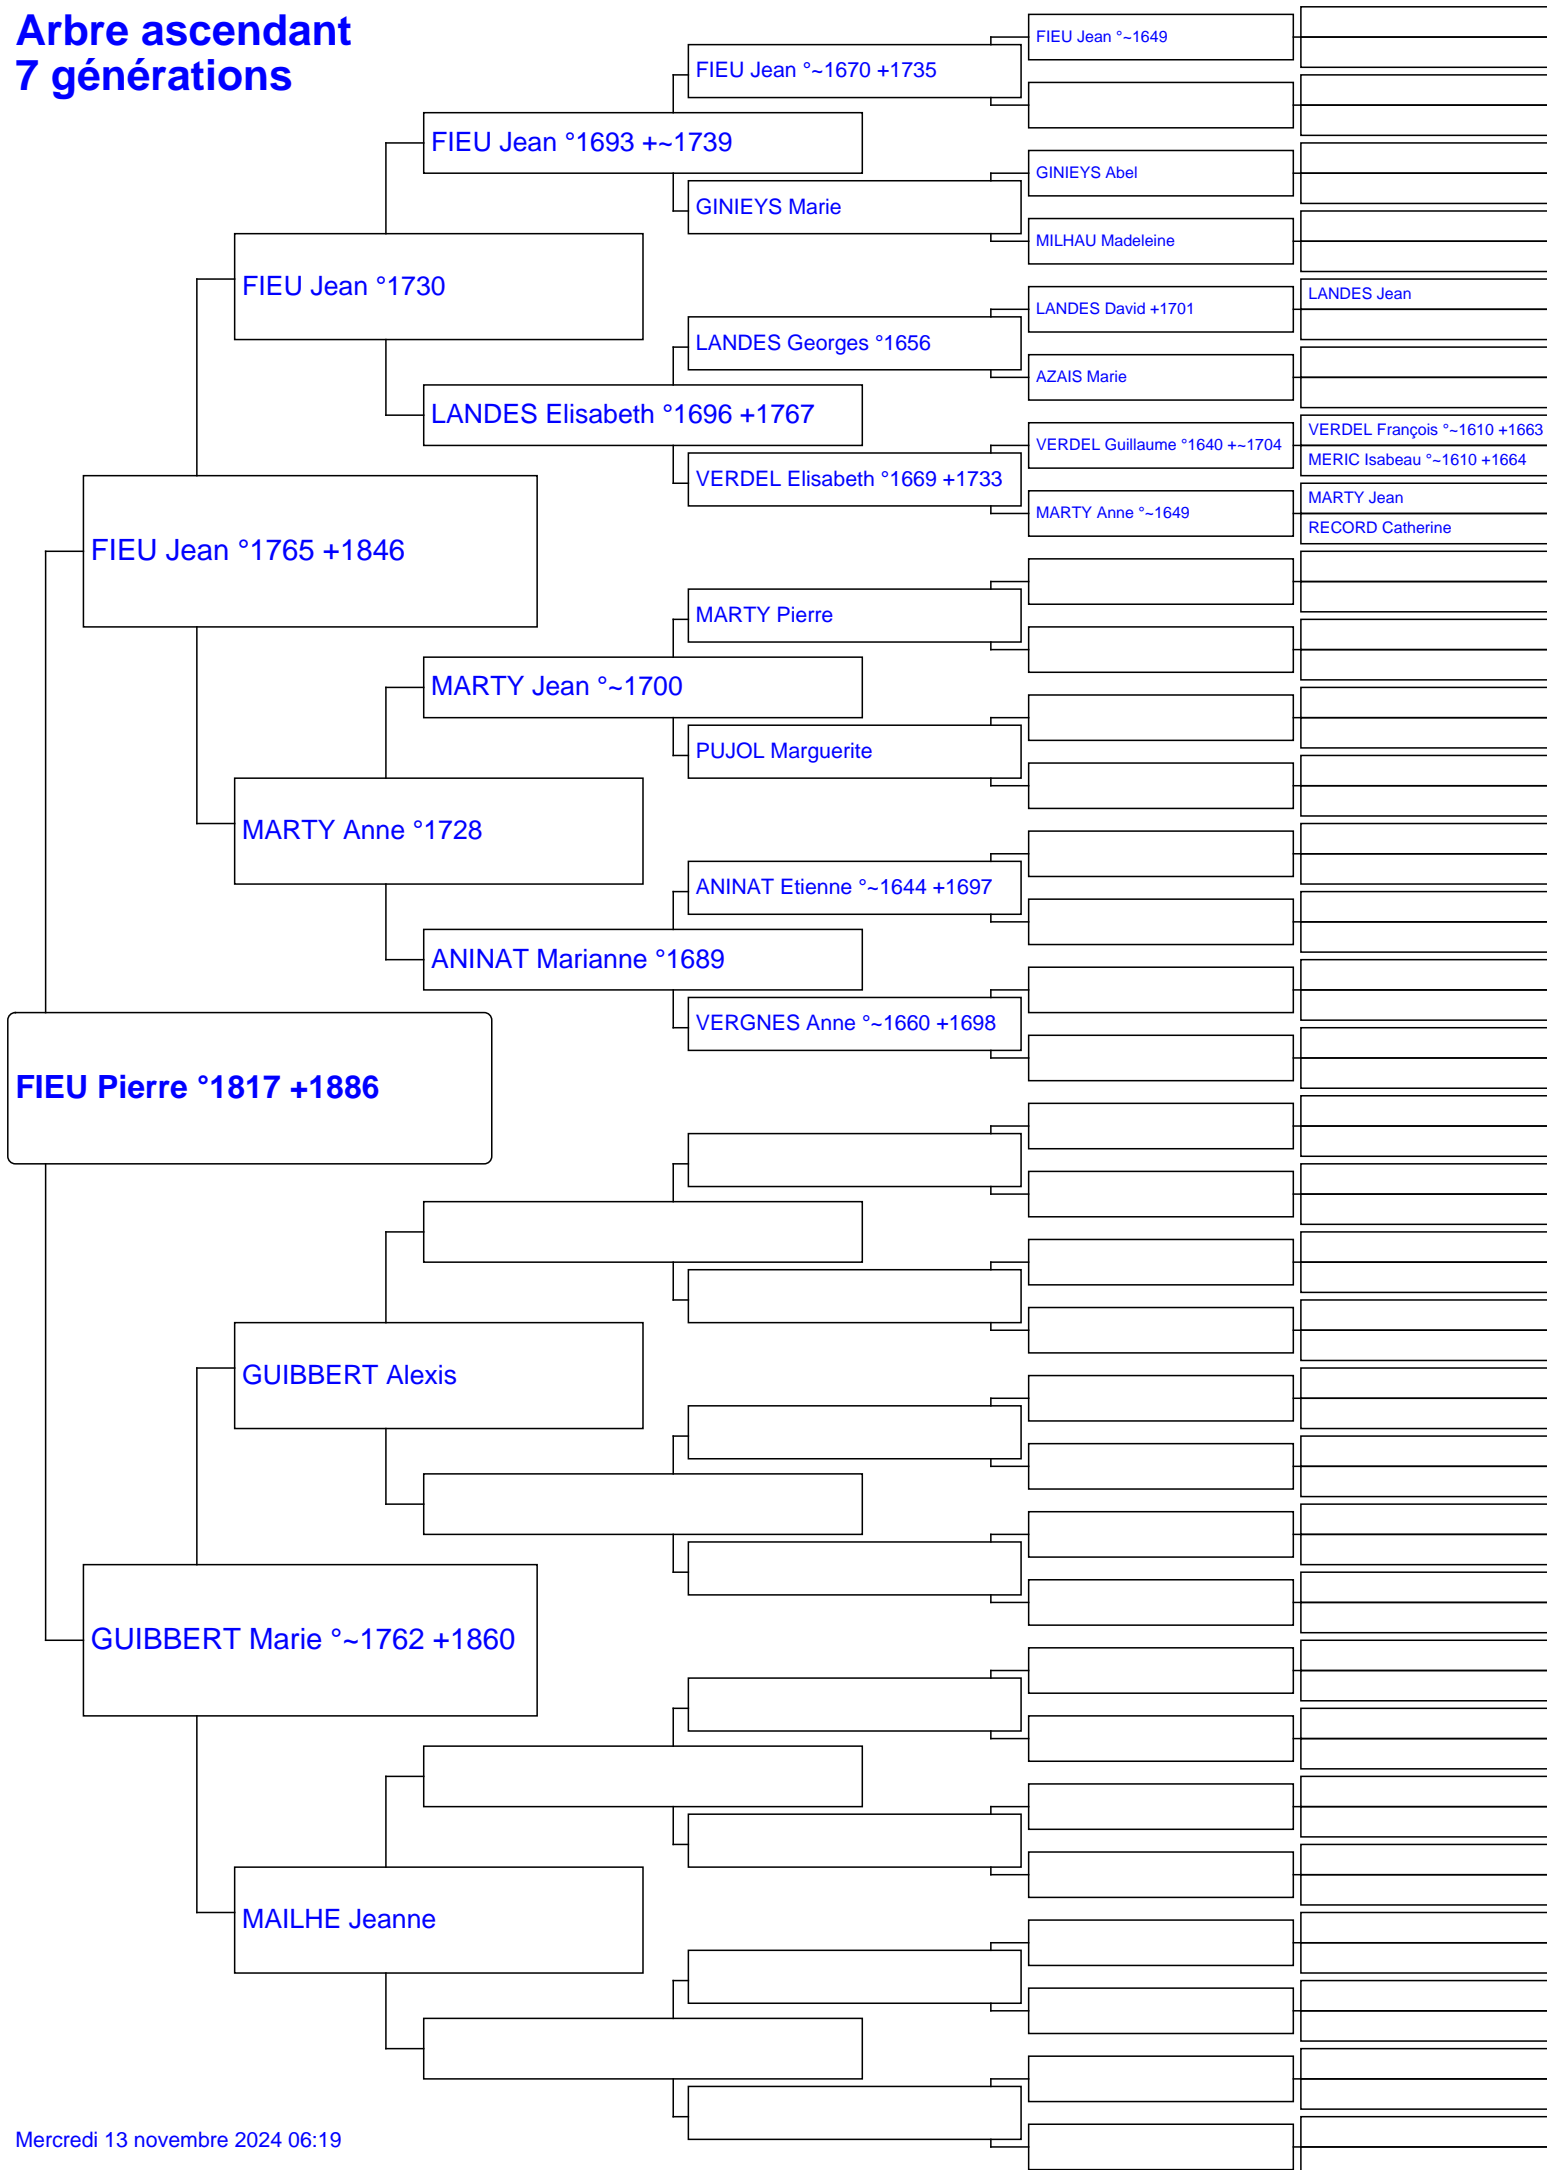 Arbre ascendant
7 générations
FIEU Pierre °1817 +1886
FIEU Jean °1765 +1846
GUIBBERT Marie °~1762 +1860
FIEU Jean °1730
MARTY Anne °1728
GUIBBERT Alexis
MAILHE Jeanne
FIEU Jean °1693 +~1739
LANDES Elisabeth °1696 +1767
MARTY Jean °~1700
ANINAT Marianne °1689
FIEU Jean °~1670 +1735
GINIEYS Marie
LANDES Georges °1656
VERDEL Elisabeth °1669 +1733
MARTY Pierre
PUJOL Marguerite
ANINAT Etienne °~1644 +1697
VERGNES Anne °~1660 +1698
FIEU Jean °~1649
GINIEYS Abel
MILHAU Madeleine
LANDES David +1701
AZAIS Marie
VERDEL Guillaume °1640 +~1704
MARTY Anne °~1649
LANDES Jean
VERDEL François °~1610 +1663
MERIC Isabeau °~1610 +1664
MARTY Jean
RECORD Catherine
Mercredi 13 novembre 2024 06:19